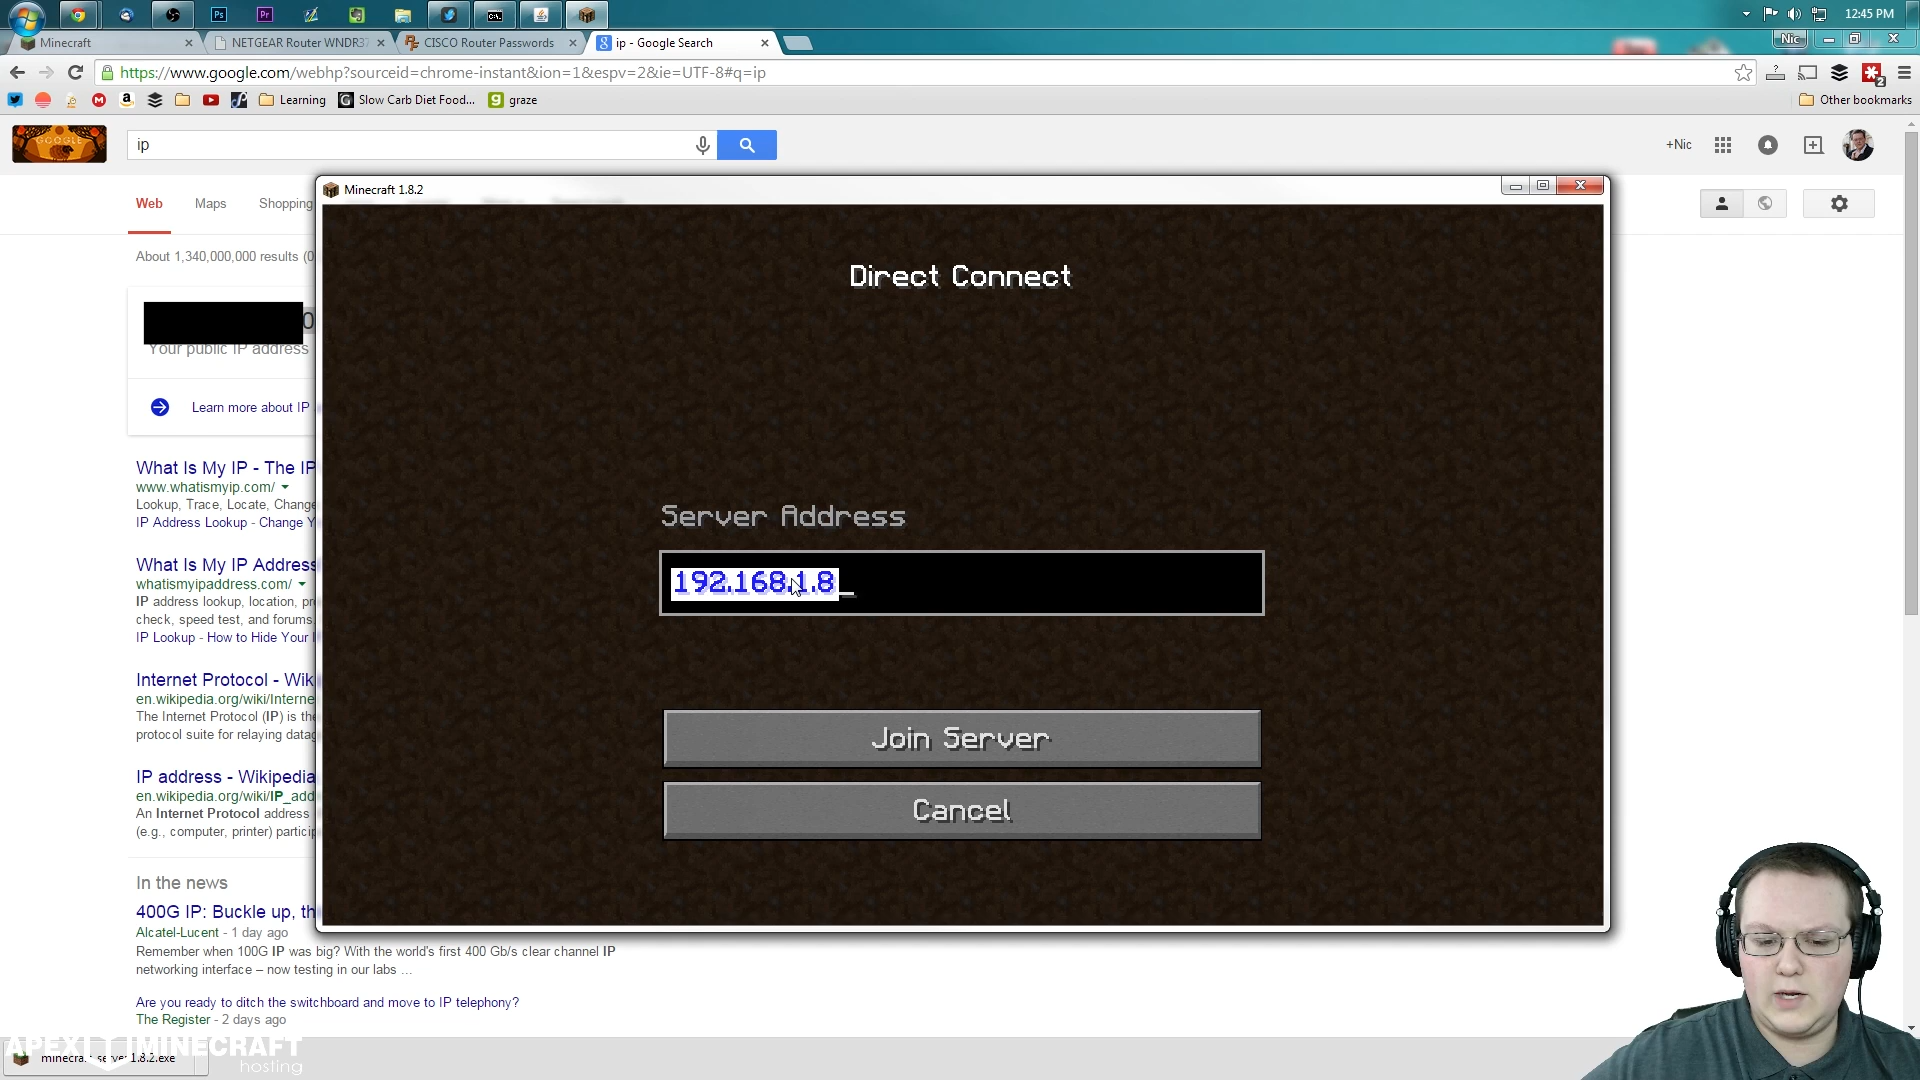 12:45 PM
Minecraft
NETGEAR Router WNDR37
CISCO Router Passwords
ip - Google Search
Nic
https://www.google.com/webhp?sourceid=chrome-instant&ion=1&espv=2&ie=UTF-8#q=ip
Learning
Slow Carb Diet Food...
graze
Other bookmarks
GOOGLE
ip
+Nic
Web
Maps
Shopping
Minecraft 1.8.2
About 1,340,000,000 results (0
Your public IP address
Learn more about IP
Direct Connect
Server Address
192.168.1.8_
Join Server
Cancel
What Is My IP - The IP
www.whatismyip.com/
Lookup, Trace, Locate, Change
IP Address Lookup - Change Y
What Is My IP Address
whatismyipaddress.com/
IP address lookup, location, pr
check, speed test, and forums.
IP Lookup - How to Hide Your I
Internet Protocol - Wik
en.wikipedia.org/wiki/Interne
The Internet Protocol (IP) is the
protocol suite for relaying datag
IP address - Wikipedia
en.wikipedia.org/wiki/IP_add
An Internet Protocol address
(e.g., computer, printer) particip
In the news
400G IP: Buckle up, th
Alcatel-Lucent - 1 day ago
Remember when 100G IP was big? With the world's first 400 Gb/s clear channel IP
networking interface – now testing in our labs ...
Are you ready to ditch the switchboard and move to IP telephony?
The Register - 2 days ago
APEX MINECRAFT
hosting